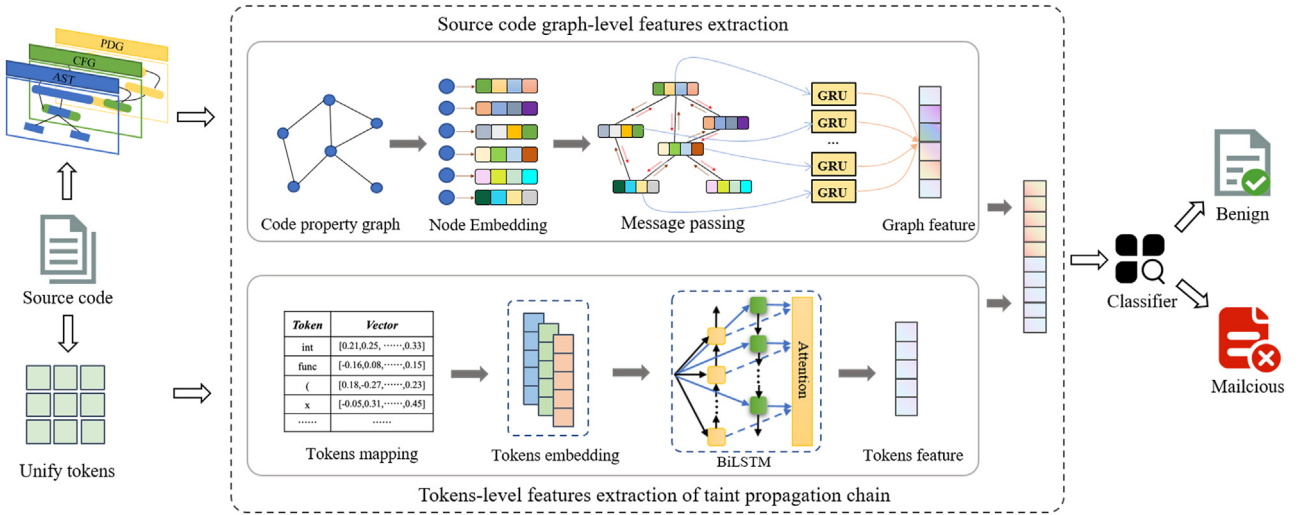 Source code graph-level features extraction
PDG
CFG
AST
GRU
GRU
...
GRU
GRU
Code property graph
Node Embedding
Message passing
Graph feature
Source code
Unify tokens
Token Vector
int [0.21,0.25, ······,0.33]
func [-0.16,0.08,······,0.15]
( [0.18,-0.27,······,0.23]
x [-0.05,0.31,······,0.45]
······ ······
Tokens mapping
Tokens embedding
Attention
BiLSTM
Tokens feature
Tokens-level features extraction of taint propagation chain
Classifier
Benign
Mailcious